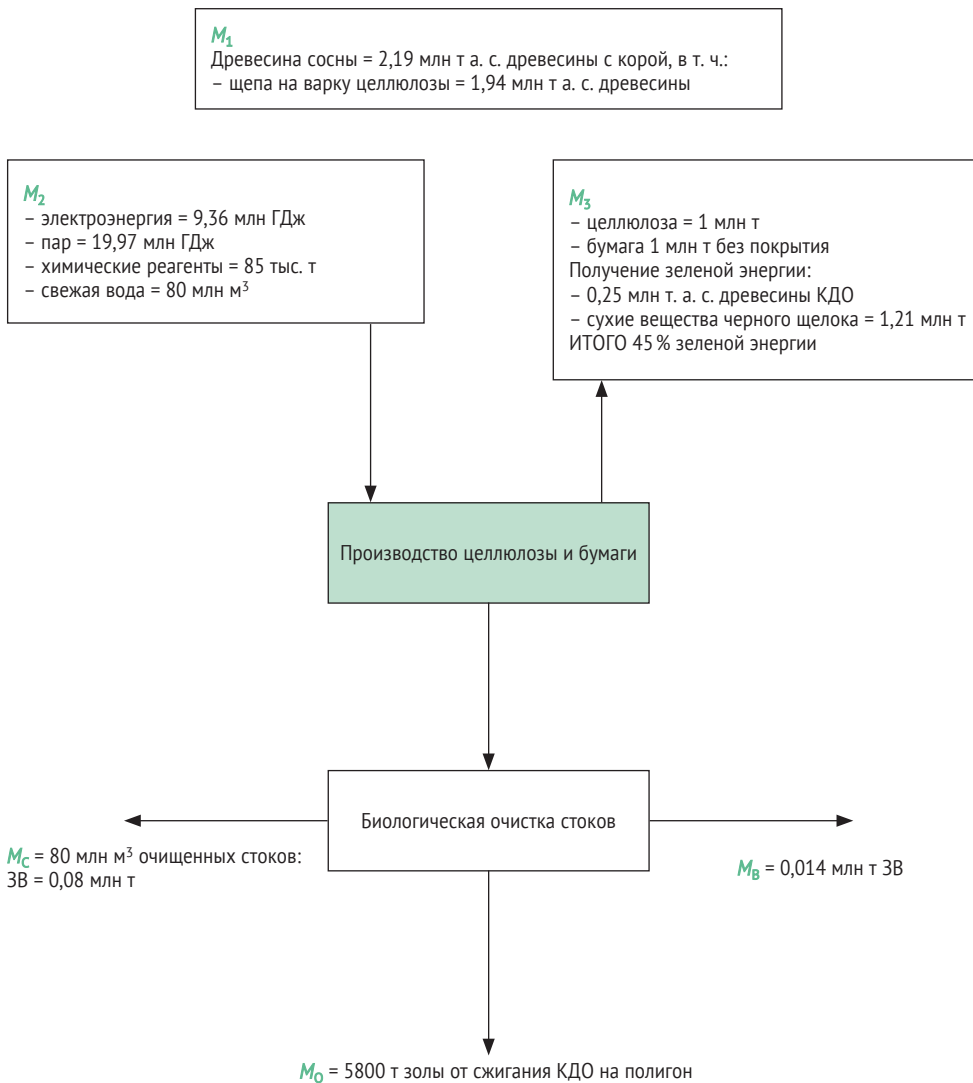 M₁
Древесина сосны = 2,19 млн т а. с. древесины с корой, в т. ч.:
– щепа на варку целлюлозы = 1,94 млн т а. с. древесины
M₂
– электроэнергия = 9,36 млн ГДж
– пар = 19,97 млн ГДж
– химические реагенты = 85 тыс. т
– свежая вода = 80 млн м³
M₃
– целлюлоза = 1 млн т
– бумага 1 млн т без покрытия
Получение зеленой энергии:
– 0,25 млн т. а. с. древесины КДО
– сухие вещества черного щелока = 1,21 млн т
ИТОГО 45 % зеленой энергии
Производство целлюлозы и бумаги
Биологическая очистка стоков
M_С = 80 млн м³ очищенных стоков:
ЗВ = 0,08 млн т
M_В = 0,014 млн т ЗВ
M_О = 5800 т золы от сжигания КДО на полигон